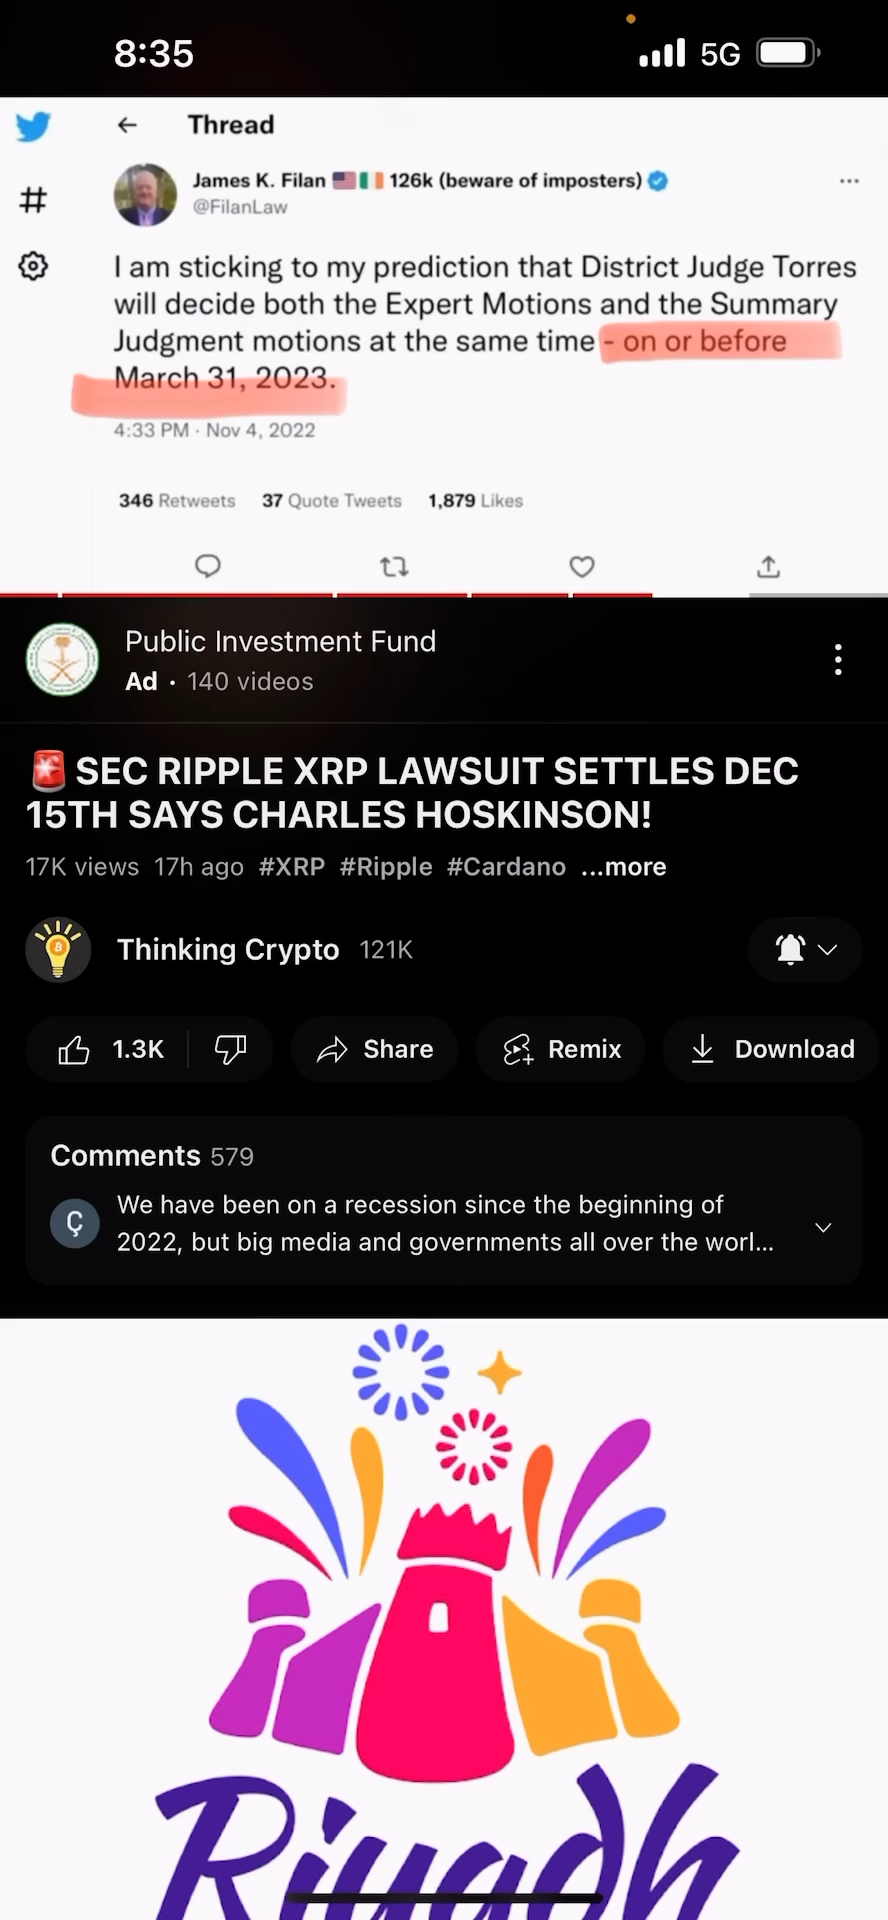 8:35
5G
Thread
James K. Filan 🇺🇸🇮🇪 126k (beware of imposters)
@FilanLaw
I am sticking to my prediction that District Judge Torres
will decide both the Expert Motions and the Summary
Judgment motions at the same time - on or before
March 31, 2023.
4:33 PM · Nov 4, 2022
346 Retweets 37 Quote Tweets 1,879 Likes
Public Investment Fund
Ad · 140 videos
🚨 SEC RIPPLE XRP LAWSUIT SETTLES DEC
15TH SAYS CHARLES HOSKINSON!
17K views 17h ago #XRP #Ripple #Cardano ...more
Thinking Crypto 121K
1.3K Share Remix Download
Comments 579
Ç
We have been on a recession since the beginning of
2022, but big media and governments all over the worl...
Riyadh